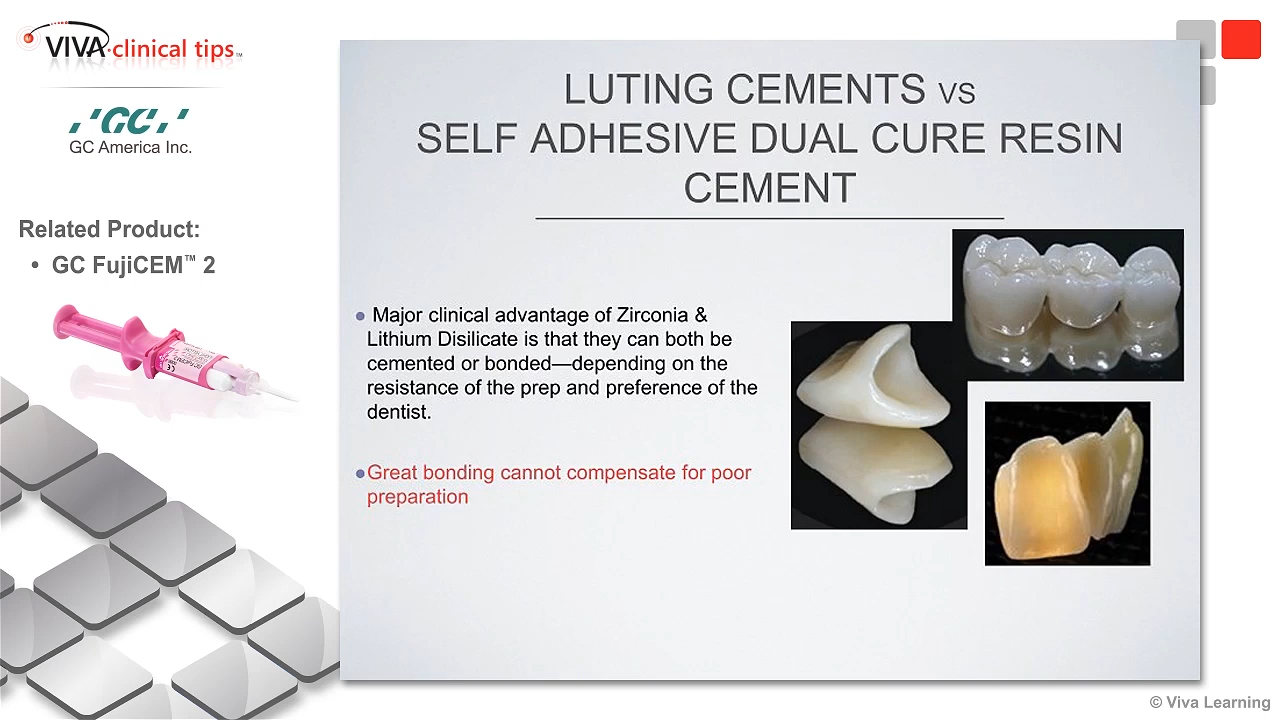 VIVA clinical tips™
GC
GC America Inc.
Related Product:
• GC FujiCEM™ 2
LUTING CEMENTS VS
SELF ADHESIVE DUAL CURE RESIN
CEMENT
• Major clinical advantage of Zirconia &
Lithium Disilicate is that they can both be
cemented or bonded—depending on the
resistance of the prep and preference of the
dentist.
•Great bonding cannot compensate for poor
preparation
© Viva Learning